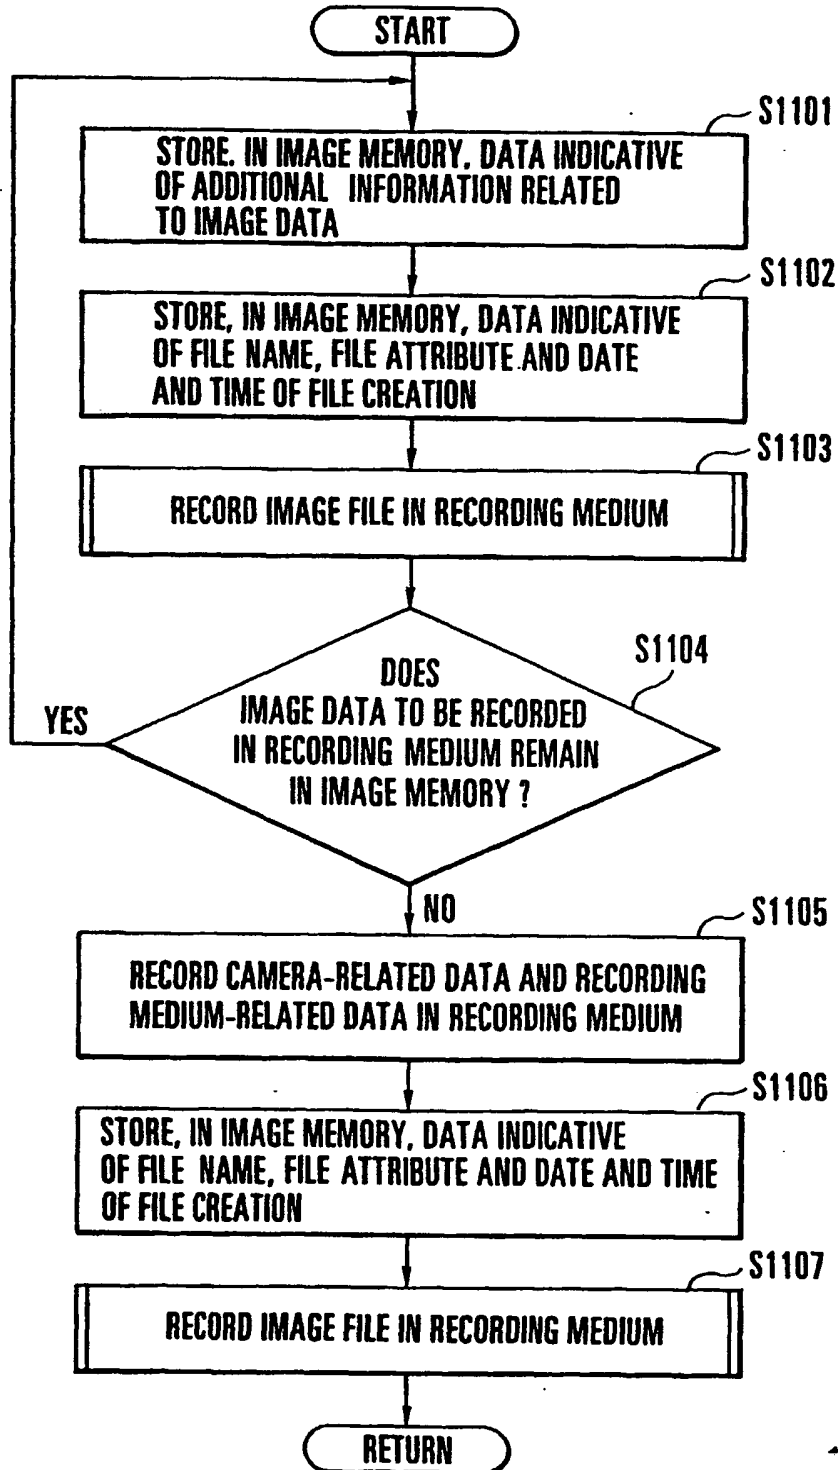 START
S1101
STORE. IN IMAGE MEMORY. DATA INDICATIVE
OF ADDITIONAL INFORMATION RELATED
TO IMAGE DATA
S1102
STORE, IN IMAGE MEMORY, DATA INDICATIVE
OF FILE NAME, FILE ATTRIBUTE AND DATE
AND TIME OF FILE CREATION
S1103
RECORD IMAGE FILE IN RECORDING MEDIUM
S1104
DOES
IMAGE DATA TO BE RECORDED
IN RECORDING MEDIUM REMAIN
IN IMAGE MEMORY ?
YES
NO
S1105
RECORD CAMERA-RELATED DATA AND RECORDING
MEDIUM-RELATED DATA IN RECORDING MEDIUM
S1106
STORE, IN IMAGE MEMORY, DATA INDICATIVE
OF FILE NAME, FILE ATTRIBUTE AND DATE AND TIME
OF FILE CREATION
S1107
RECORD IMAGE FILE IN RECORDING MEDIUM
RETURN